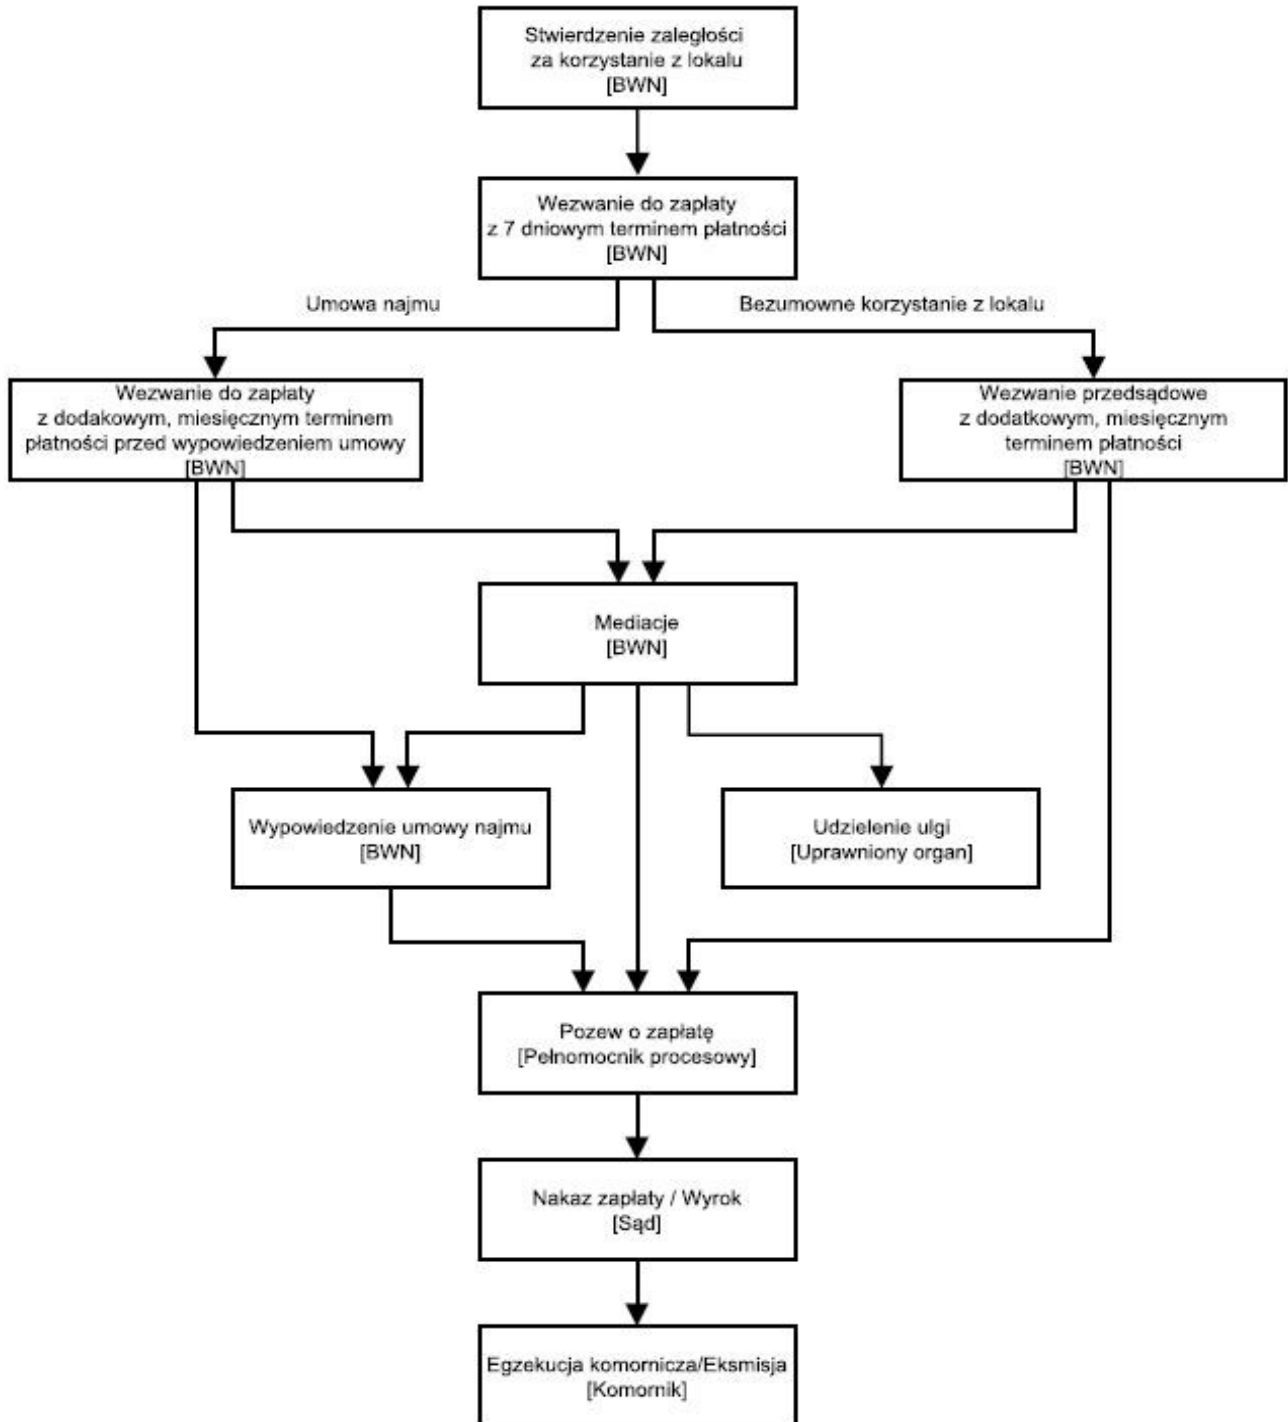 Stwierdzenie zaległości
za korzystanie z lokalu
[BWN]
Wezwanie do zapłaty
z 7 dniowym terminem płatności
[BWN]
Umowa najmu
Bezumowne korzystanie z lokalu
Wezwanie do zapłaty
z dodakowym, miesięcznym terminem
płatności przed wypowiedzeniem umowy
[BWN]
Wezwanie przedsądowe
z dodatkowym, miesięcznym
terminem płatności
[BWN]
Mediacje
[BWN]
Wypowiedzenie umowy najmu
[BWN]
Udzielenie ulgi
[Uprawniony organ]
Pozew o zapłatę
[Pełnomocnik procesowy]
Nakaz zapłaty / Wyrok
[Sąd]
Egzekucja komornicza/Eksmisja
[Komornik]